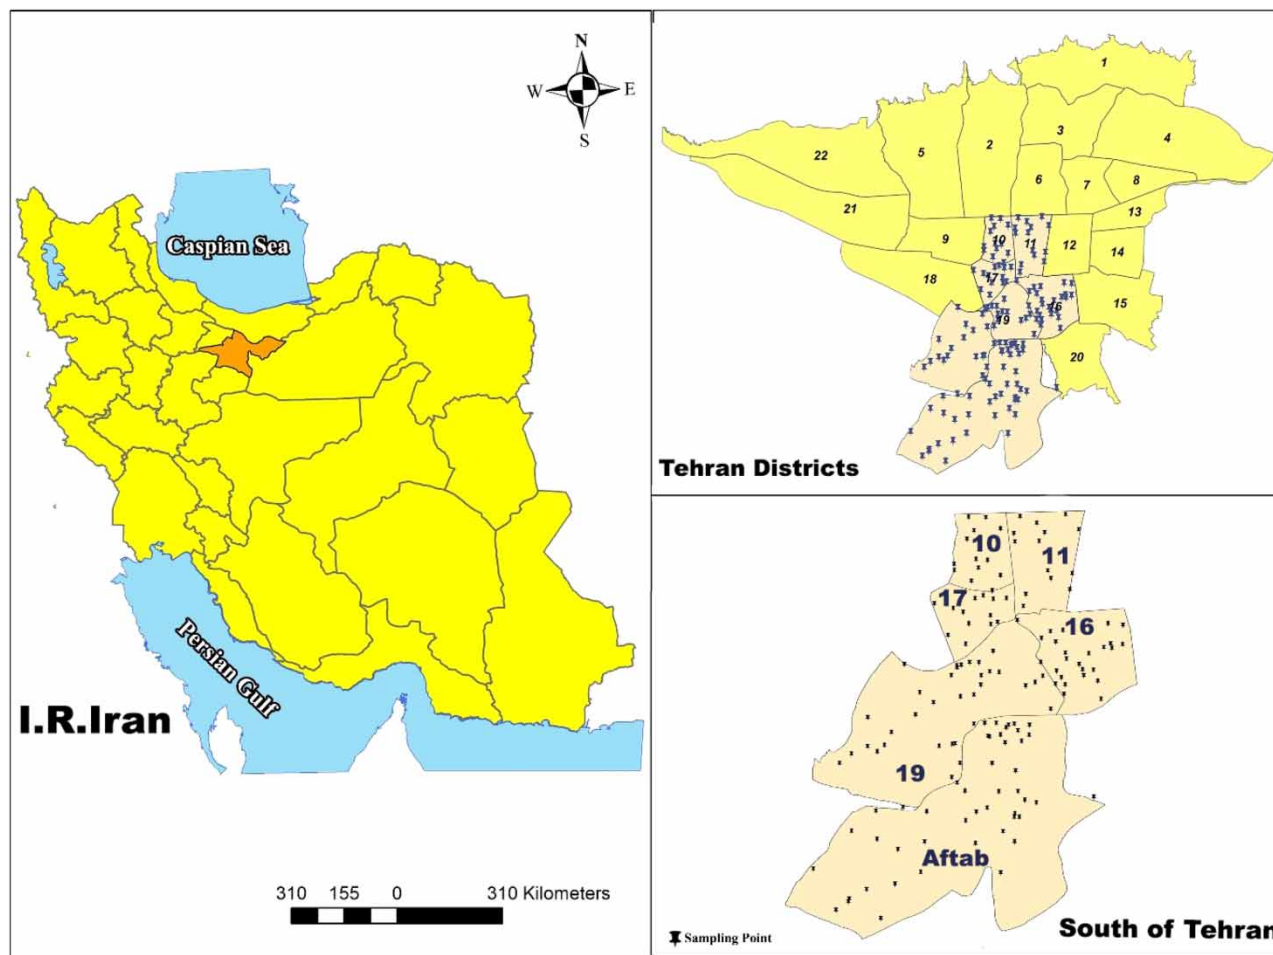 N
W E
S
Caspian Sea
Persian Gulf
I.R.Iran
310 155 0 310 Kilometers
1
3
4
2
5
22
6
7
8
21
13
9
10
11
12
14
18
17
16
15
19
20
Tehran Districts
10
11
17
16
19
Aftab
Sampling Point
South of Tehran